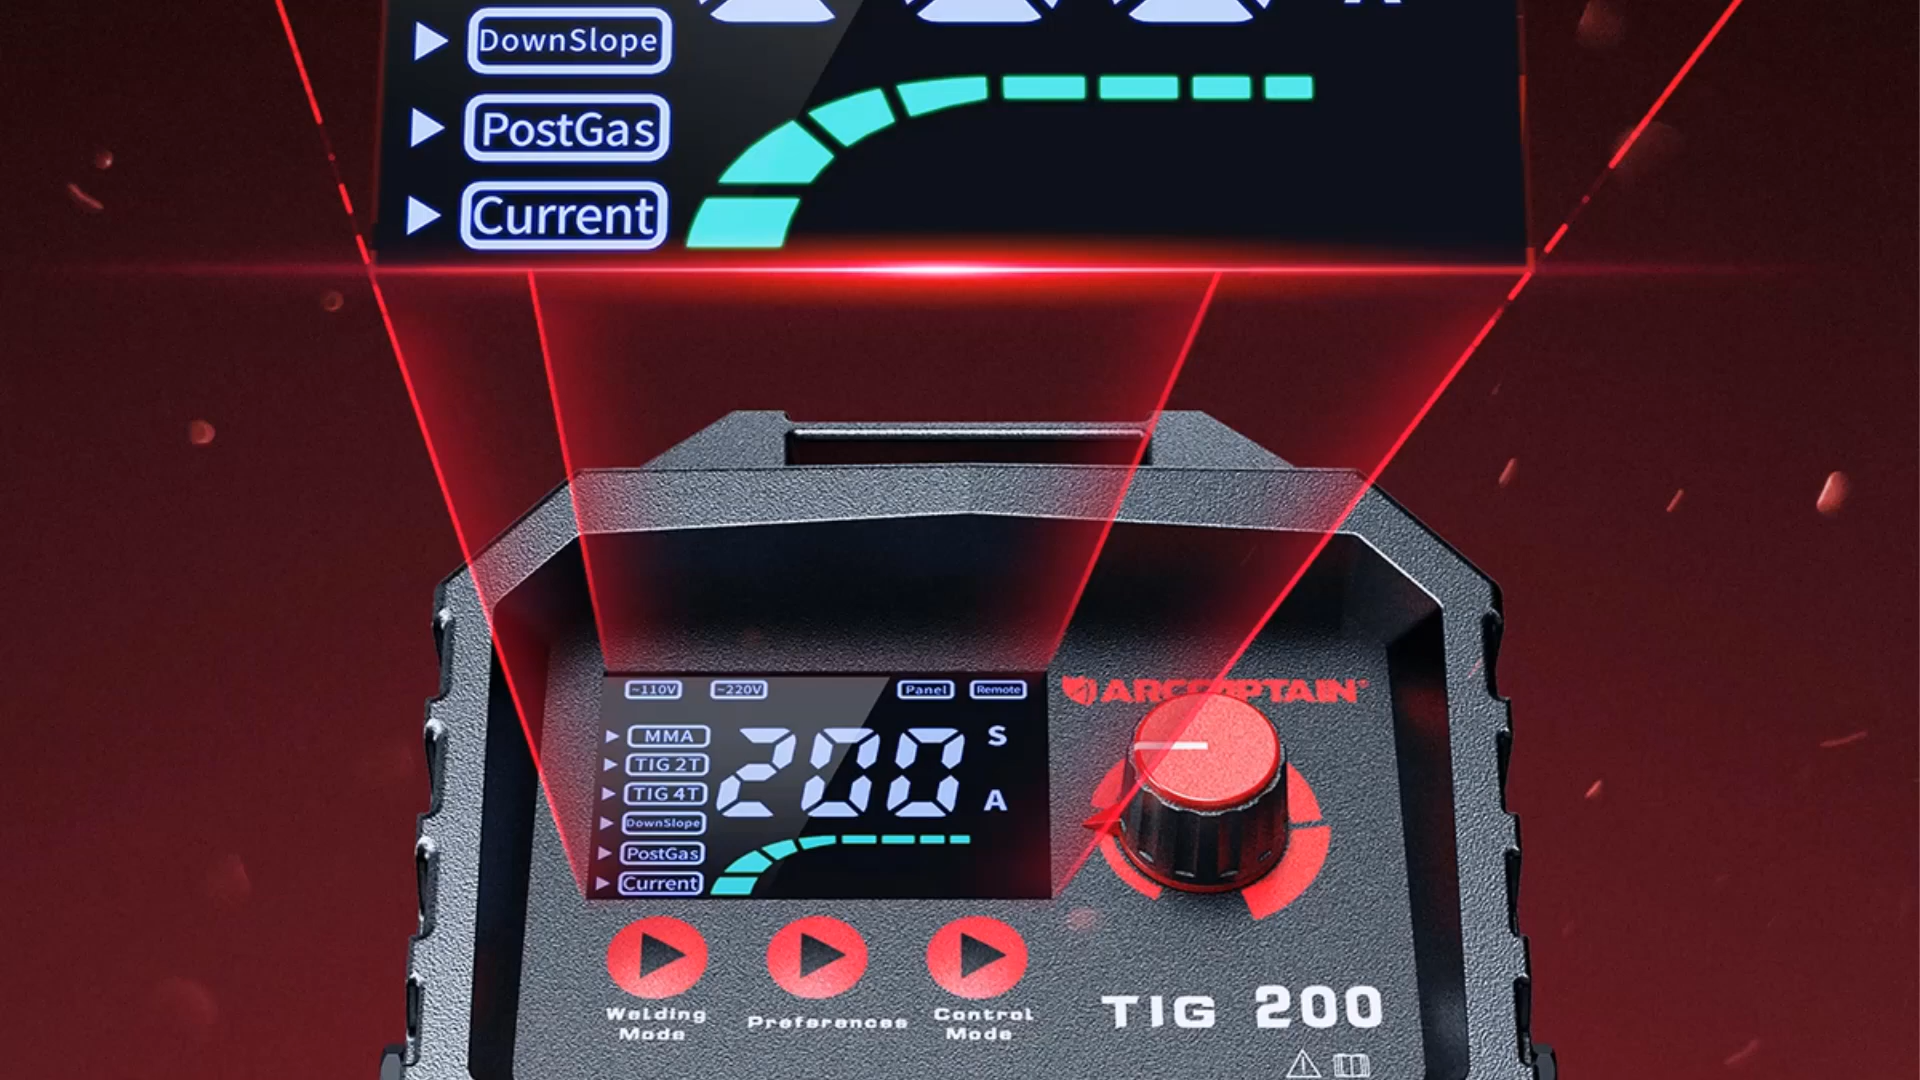 DownSlope
PostGas
Current
~110V ~220V Panel Remote
MMA
TIG 2T
TIG 4T
DownSlope
PostGas
Current
200 S
A
ARCCAPTAIN
Welding Mode
Preferences
Control Mode
TIG 200